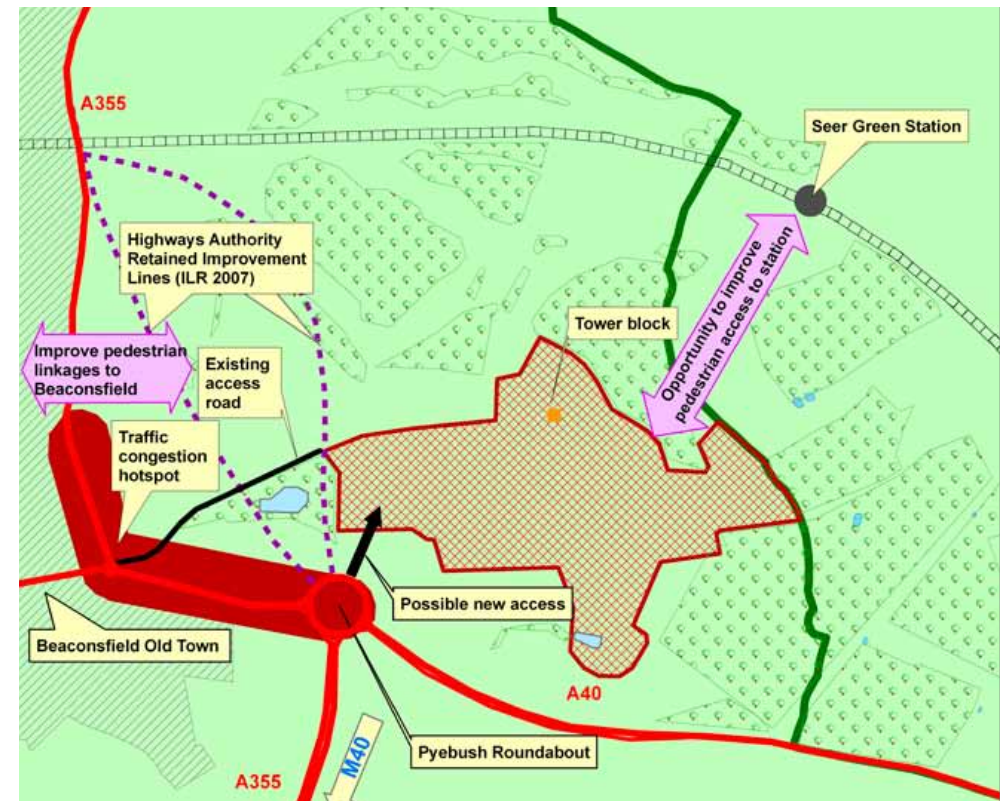 A355
Seer Green Station
Highways Authority
Retained Improvement
Lines (ILR 2007)
Opportunity to improve
pedestrian access to station
Tower block
Improve pedestrian
linkages to
Beaconsfield
Existing
access
road
Traffic
congestion
hotspot
Possible new access
Beaconsfield Old Town
A40
Pyebush Roundabout
M40
A355